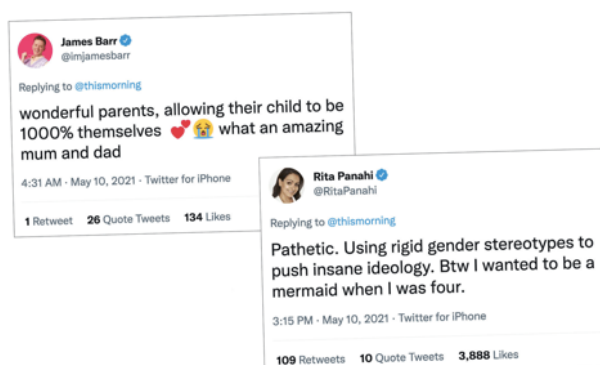 James Barr
@imjamesbarr
Replying to @thismorning
wonderful parents, allowing their child to be
1000% themselves 💕😭 what an amazing
mum and dad
4:31 AM · May 10, 2021 · Twitter for iPhone
1 Retweet 26 Quote Tweets 134 Likes
Rita Panahi
@RitaPanahi
Replying to @thismorning
Pathetic. Using rigid gender stereotypes to
push insane ideology. Btw I wanted to be a
mermaid when I was four.
3:15 PM · May 10, 2021 · Twitter for iPhone
109 Retweets 10 Quote Tweets 3,888 Likes